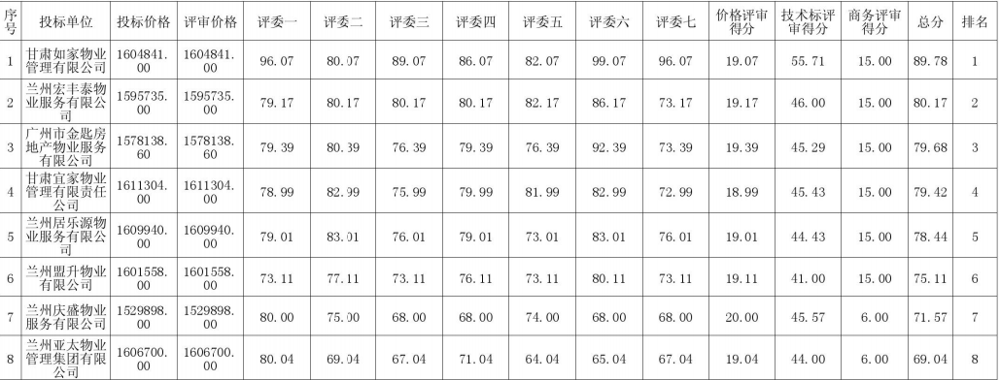 序号 投标单位 投标价格 评审价格 评委一 评委二 评委三 评委四 评委五 评委六 评委七 价格评审得分 技术标评审得分 商务评审得分 总分 排名
1 甘肃如家物业管理有限公司 1604841.00 1604841.00 96.07 80.07 89.07 86.07 82.07 99.07 96.07 19.07 55.71 15.00 89.78 1
2 兰州宏丰泰物业服务有限公司 1595735.00 1595735.00 79.17 80.17 80.17 80.17 82.17 86.17 73.17 19.17 46.00 15.00 80.17 2
3 广州市金匙房地产物业服务有限公司 1578138.60 1578138.60 79.39 80.39 76.39 79.39 76.39 92.39 73.39 19.39 45.29 15.00 79.68 3
4 甘肃宜家物业管理有限责任公司 1611304.00 1611304.00 78.99 82.99 75.99 79.99 81.99 82.99 72.99 18.99 45.43 15.00 79.42 4
5 兰州居乐源物业服务有限公司 1609940.00 1609940.00 79.01 83.01 76.01 79.01 73.01 83.01 76.01 19.01 44.43 15.00 78.44 5
6 兰州盟升物业有限公司 1601558.00 1601558.00 73.11 77.11 73.11 76.11 73.11 80.11 73.11 19.11 41.00 15.00 75.11 6
7 兰州庆盛物业服务有限公司 1529898.00 1529898.00 80.00 75.00 68.00 68.00 74.00 68.00 68.00 20.00 45.57 6.00 71.57 7
8 兰州亚太物业管理集团有限公司 1606700.00 1606700.00 80.04 69.04 67.04 71.04 64.04 65.04 67.04 19.04 44.00 6.00 69.04 8